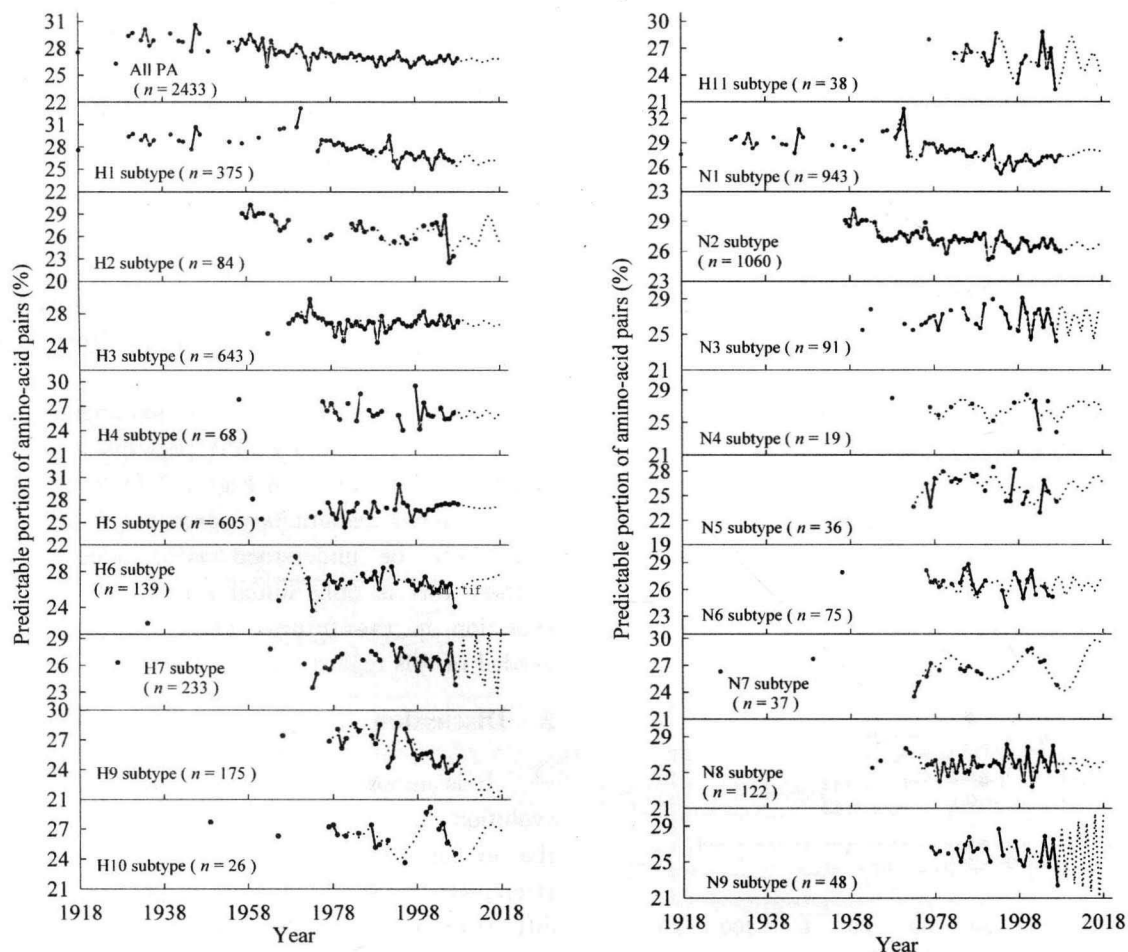 Predictable portion of amino-acid pairs (%)
31
28
25
22
All PA
( n = 2433 )
31
28
25
22
H1 subtype ( n = 375 )
29
26
23
20
H2 subtype ( n = 84 )
28
24
H3 subtype ( n = 643 )
30
27
24
21
H4 subtype ( n = 68 )
31
28
25
22
H5 subtype ( n = 605 )
28
24
H6 subtype
( n = 139 )
29
26
23
H7 subtype
( n = 233 )
30
27
24
21
H9 subtype ( n = 175 )
27
24
21
H10 subtype ( n = 26 )
1918 1938 1958 1978 1998 2018
Year
Predictable portion of amino-acid pairs (%)
30
27
24
21
H11 subtype ( n = 38 )
32
29
26
23
N1 subtype ( n = 943 )
32
29
26
23
N2 subtype
( n = 1060 )
29
25
21
N3 subtype ( n = 91 )
29
25
21
N4 subtype ( n = 19 )
28
23
19
N5 subtype ( n = 36 )
30
26
22
N6 subtype ( n = 75 )
30
27
24
21
N7 subtype
( n = 37 )
29
25
21
N8 subtype
( n = 122 )
29
25
21
N9 subtype ( n = 48 )
1918 1938 1958 1978 1998 2018
Year